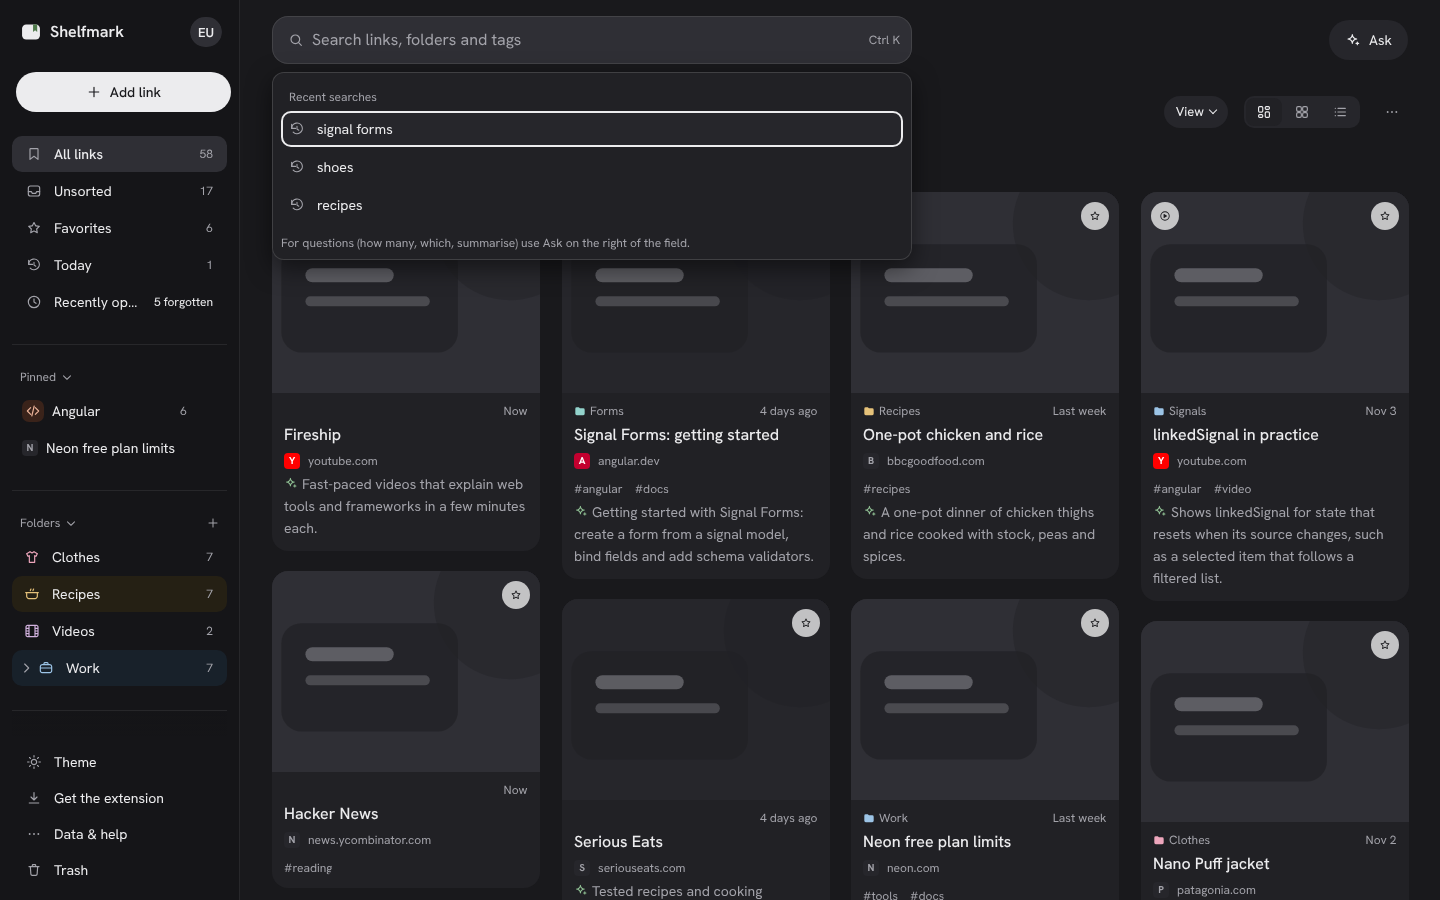 Shelfmark
EU
Add link
All links 58
Unsorted 17
Favorites 6
Today 1
Recently op... 5 forgotten
Pinned
Angular 6
N Neon free plan limits
Folders
Clothes 7
Recipes 7
Videos 2
Work 7
Theme
Get the extension
Data & help
Trash
Search links, folders and tags Ctrl K
Ask
Recent searches
signal forms
shoes
recipes
For questions (how many, which, summarise) use Ask on the right of the field.
View
Now
Fireship
Y youtube.com
Fast-paced videos that explain web
tools and frameworks in a few minutes
each.
Now
Hacker News
N news.ycombinator.com
#reading
Forms 4 days ago
Signal Forms: getting started
A angular.dev
#angular #docs
Getting started with Signal Forms:
create a form from a signal model,
bind fields and add schema validators.
4 days ago
Serious Eats
S seriouseats.com
Tested recipes and cooking
Recipes Last week
One-pot chicken and rice
B bbcgoodfood.com
#recipes
A one-pot dinner of chicken thighs
and rice cooked with stock, peas and
spices.
Work Last week
Neon free plan limits
N neon.com
#tools #docs
Signals Nov 3
linkedSignal in practice
Y youtube.com
#angular #video
Shows linkedSignal for state that
resets when its source changes, such
as a selected item that follows a
filtered list.
Clothes Nov 2
Nano Puff jacket
P patagonia.com